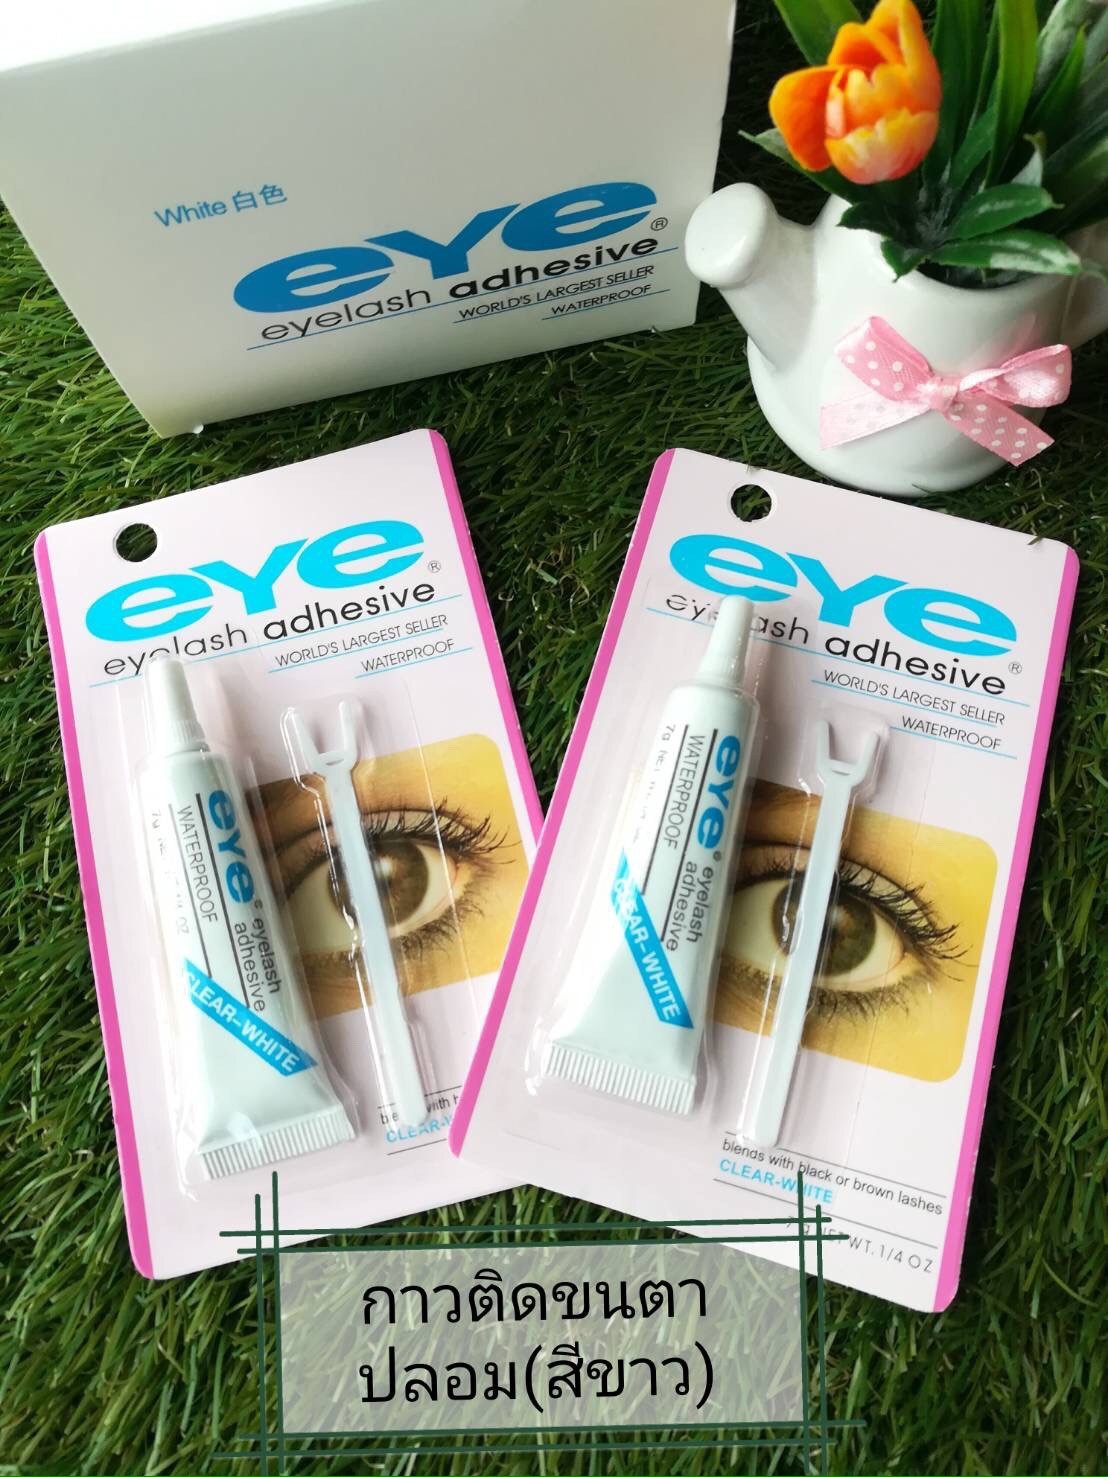 White 白色
eye®
eyelash adhesive
WORLD'S LARGEST SELLER
WATERPROOF
eye®
eyelash adhesive
WORLD'S LARGEST SELLER
WATERPROOF
eye® eyelash adhesive
WATERPROOF
CLEAR-WHITE
eye®
eyelash adhesive
WORLD'S LARGEST SELLER
WATERPROOF
eye® eyelash adhesive
WATERPROOF
7g
CLEAR-WHITE
blends with black or brown lashes
CLEAR-WHITE
WT. 1/4 OZ
กาวติดขนตา
ปลอม(สีขาว)